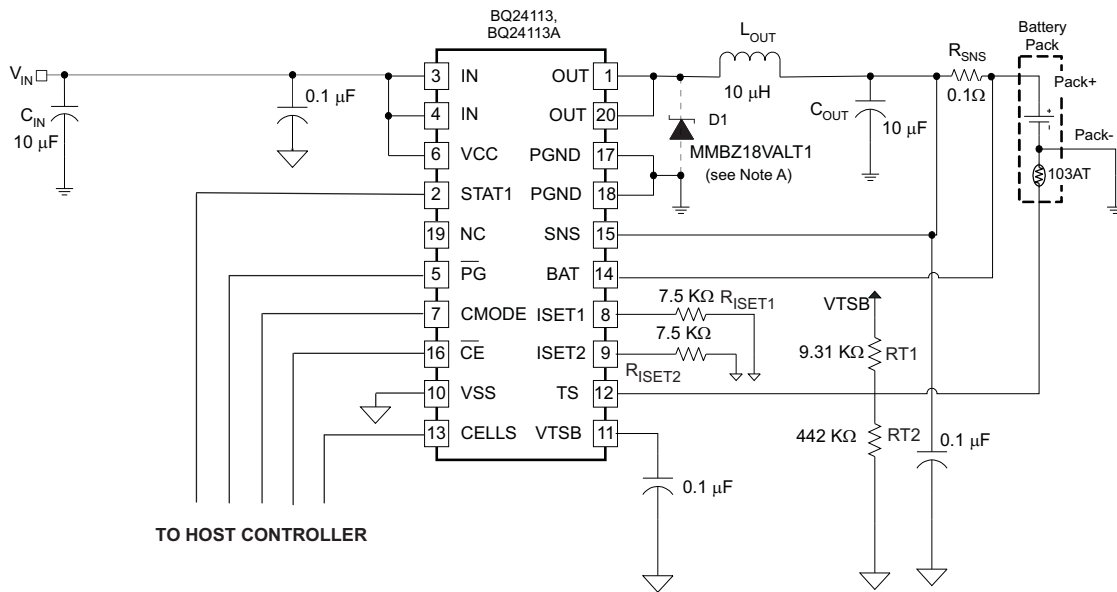 BQ24113,
BQ24113A
Battery
Pack
L_OUT
R_SNS
V_IN
3 IN
OUT 1
Pack+
C_IN
10 μF
0.1 μF
10 μH
0.1Ω
4 IN
OUT 20
D1
C_OUT
10 μF
Pack-
6 VCC
PGND 17
MMBZ18VALT1
(see Note A)
103AT
2 STAT1
PGND 18
19 NC
SNS 15
5 PG
BAT 14
7.5 KΩ R_ISET1
VTSB
7 CMODE
ISET1 8
7.5 KΩ
16 CE
ISET2 9
9.31 KΩ RT1
R_ISET2
10 VSS
TS 12
13 CELLS
VTSB 11
442 KΩ RT2
0.1 μF
0.1 μF
TO HOST CONTROLLER